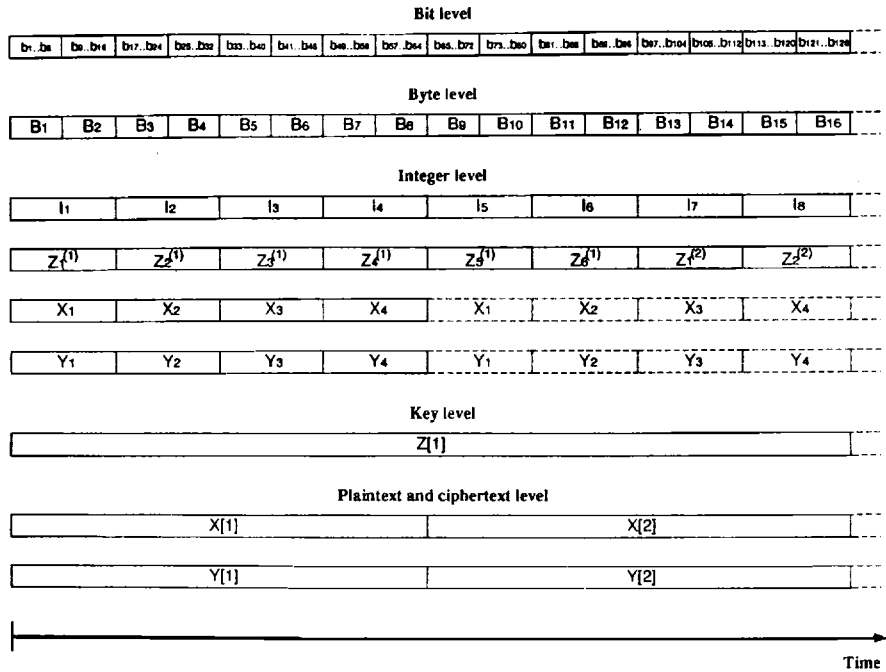 Bit level
b1..b8 b9..b16 b17..b24 b25..b32 b33..b40 b41..b48 b49..b56 b57..b64 b65..b72 b73..b80 b81..b88 b89..b96 b97..b104 b105..b112 b113..b120 b121..b128
Byte level
B1 B2 B3 B4 B5 B6 B7 B8 B9 B10 B11 B12 B13 B14 B15 B16
Integer level
I1 I2 I3 I4 I5 I6 I7 I8
Z1(1) Z2(1) Z3(1) Z4(1) Z5(1) Z6(1) Z1(2) Z2(2)
X1 X2 X3 X4 X1 X2 X3 X4
Y1 Y2 Y3 Y4 Y1 Y2 Y3 Y4
Key level
Z[1]
Plaintext and ciphertext level
X[1] X[2]
Y[1] Y[2]
Time